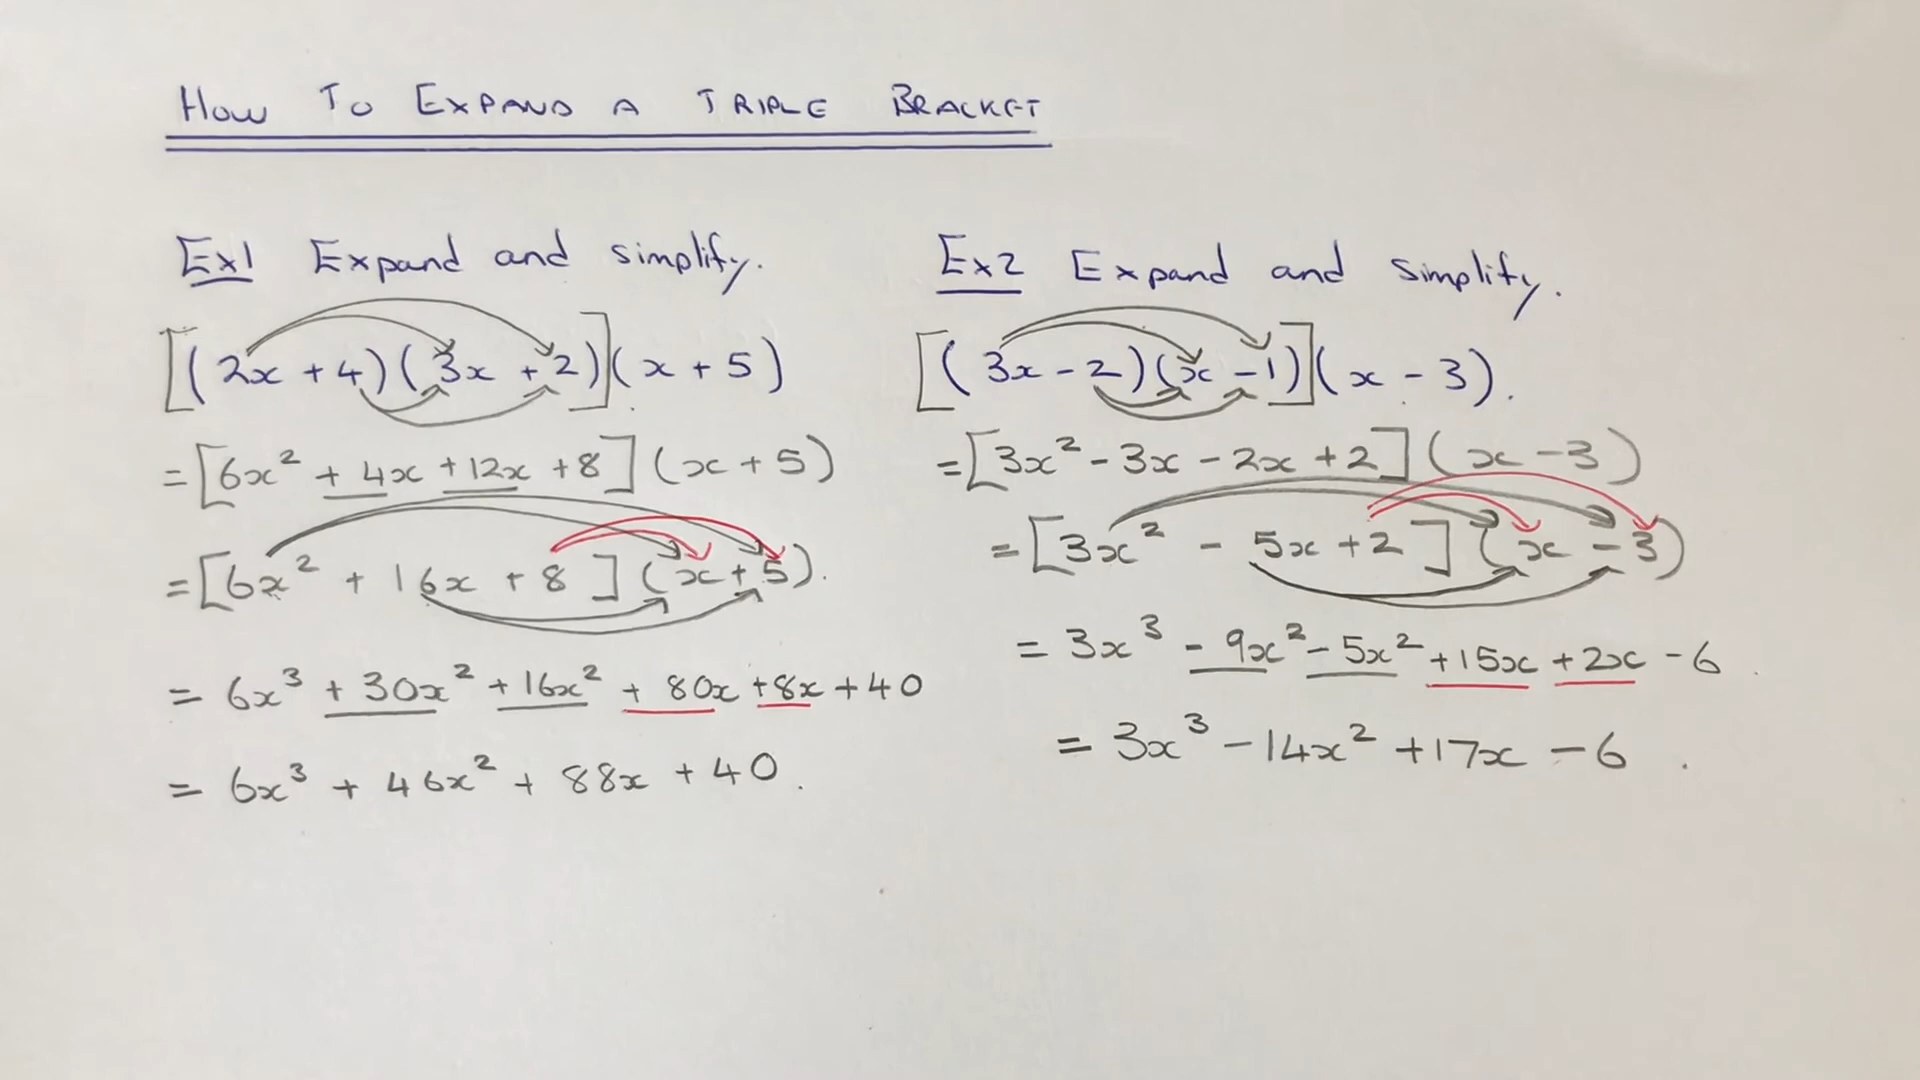 HOW TO EXPAND A TRIPLE BRACKET
Ex1 Expand and simplify.
[(2x + 4)(3x + 2)](x + 5)
= [6x² + 4x + 12x + 8](x + 5)
= [6x² + 16x + 8](x + 5).
= 6x³ + 30x² + 16x² + 80x + 8x + 40
= 6x³ + 46x² + 88x + 40.
Ex2 Expand and simplify.
[(3x - 2)(x - 1)](x - 3).
= [3x² - 3x - 2x + 2](x - 3)
= [3x² - 5x + 2](x - 3)
= 3x³ - 9x² - 5x² + 15x + 2x - 6.
= 3x³ - 14x² + 17x - 6.